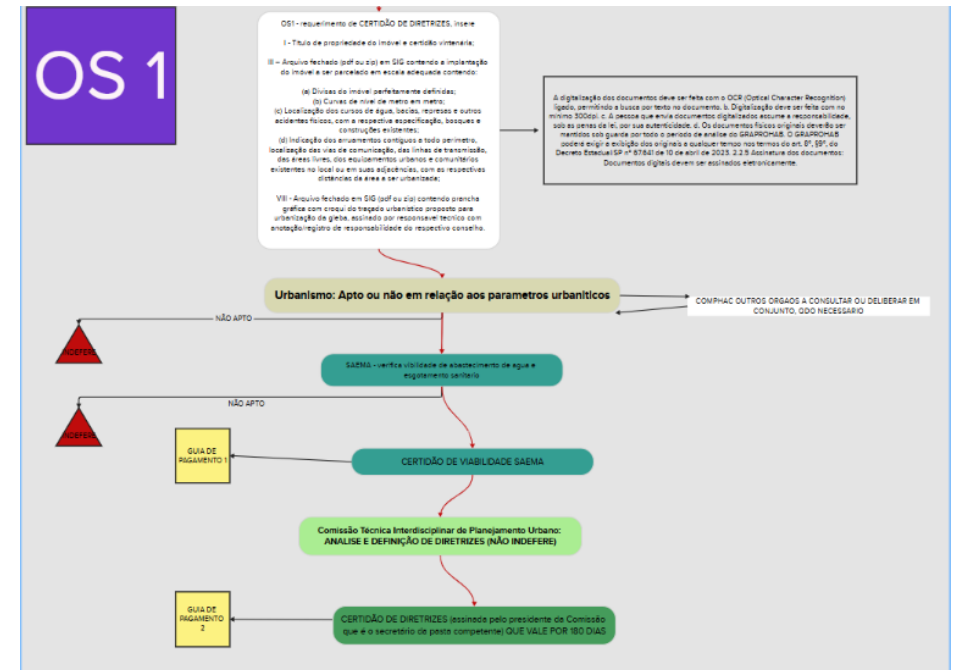 OS 1
OS1 - requerimento de CERTIDÃO DE DIRETRIZES, insere
I - Título de propriedade do imóvel e certidão vintenária;
III – Arquivo fechado (pdf ou zip) em SIG contendo a implantação
do imóvel a ser parcelado em escala adequada contendo:
(a) Divisas do imóvel perfeitamente definidas;
(b) Curvas de nível de metro em metro;
(c) Localização dos cursos de água, bacias, represas e outros
acidentes físicos, com a respectiva especificação, bosques e
construções existentes;
(d) Indicação dos arruamentos contíguos a todo perímetro,
localização das vias de comunicação, das linhas de transmissão,
das áreas livres, dos equipamentos urbanos e comunitários
existentes no local ou em suas adjacências, com as respectivas
distâncias da área a ser urbanizada;
VIII - Arquivo fechado em SIG (pdf ou zip) contendo prancha
gráfica com croqui do traçado urbanístico proposto para
urbanização da gleba, assinado por responsavel tecnico com
anotação/registro de responsabilidade do respectivo conselho.
A digitalização dos documentos deve ser feita com o OCR (Optical Character Recognition)
ligado, permitindo a busca por texto no documento. b. Digitalização deve ser feita com no
mínimo 300dpi. c. A pessoa que envia documentos digitalizados assume a responsabilidade,
sob as penas da lei, por sua autenticidade. d. Os documentos físicos originais deverão ser
mantidos sob guarda por todo o período de análise do GRAPROHAB. O GRAPROHAB
poderá exigir a exibição dos originais a qualquer tempo nos termos do art. 8º, §9º, do
Decreto Estadual SP nº 67.641 de 10 de abril de 2023. 2.2.5 Assinatura dos documentos:
Documentos digitais devem ser assinados eletronicamente.
Urbanismo: Apto ou não em relação aos parametros urbaniticos
COMPHAC OUTROS ORGAOS A CONSULTAR OU DELIBERAR EM
CONJUNTO, QDO NECESSARIO
NÃO APTO
INDEFERE
SAEMA - verifica vibilidade de abastecimento de agua e
esgotamento sanitario
NÃO APTO
INDEFERE
GUIA DE
PAGAMENTO 1
CERTIDÃO DE VIABILIDADE SAEMA
Comissão Técnica Interdisciplinar de Planejamento Urbano:
ANALISE E DEFINIÇÃO DE DIRETRIZES (NÃO INDEFERE)
GUIA DE
PAGAMENTO
2
CERTIDÃO DE DIRETRIZES (assinada pelo presidente da Comissão
que é o secretário da pasta competente) QUE VALE POR 180 DIAS